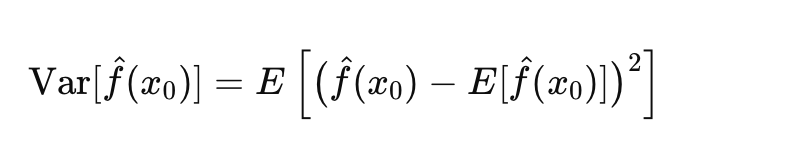 Var[f̂(x₀)] = E [(f̂(x₀) − E[f̂(x₀)])²]